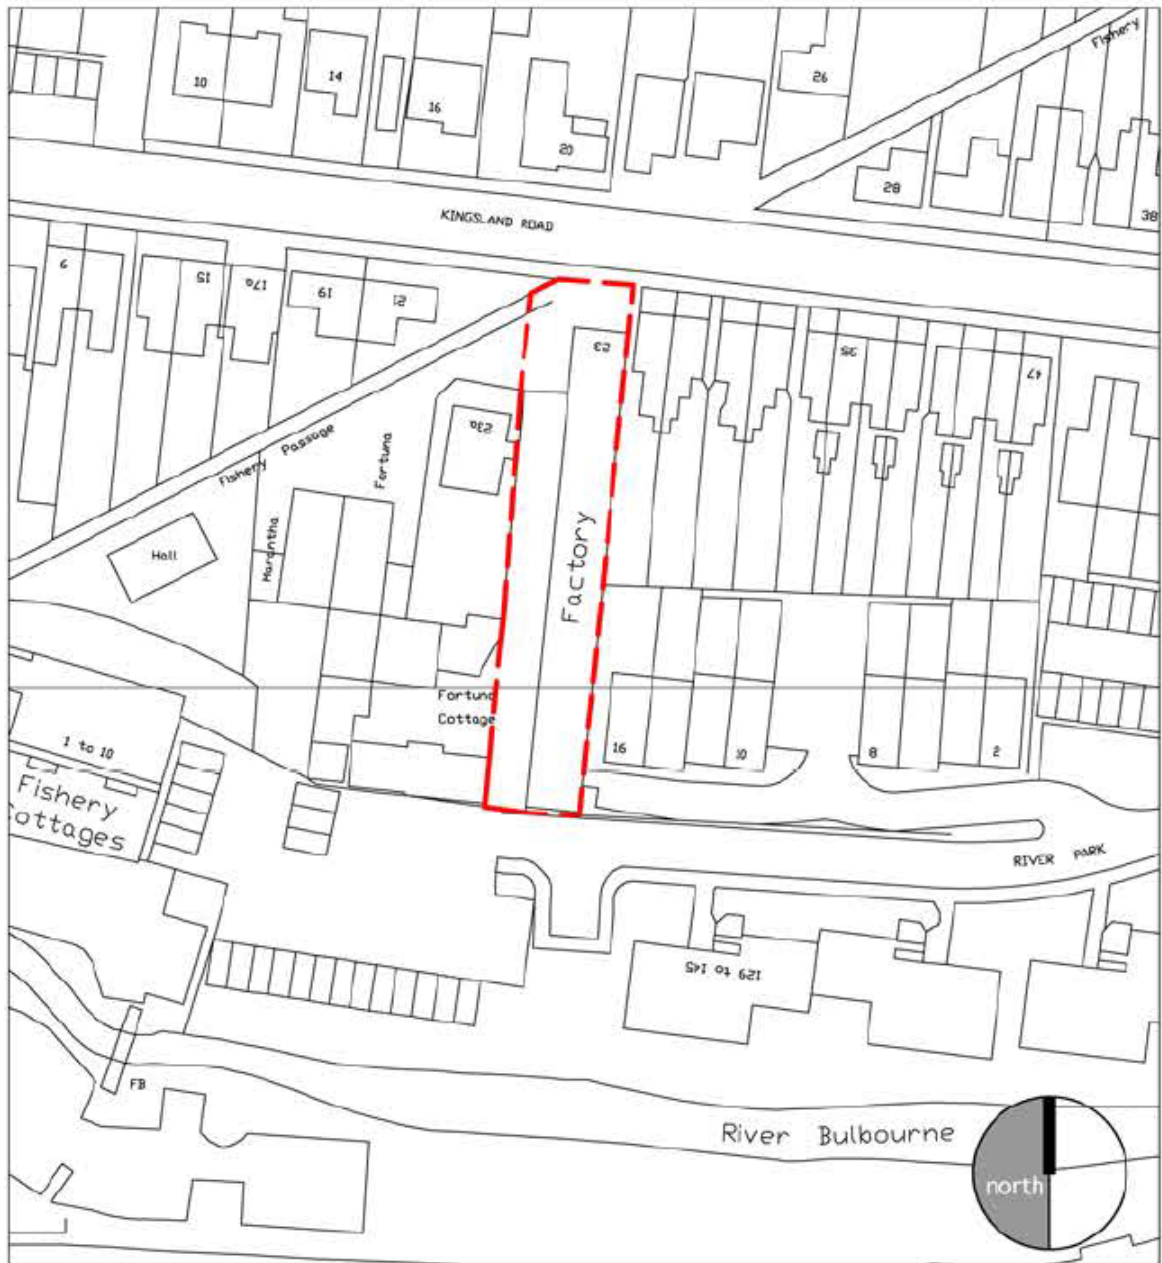 Fishery
10
14
16
26
20
28
38
KINGSLAND ROAD
9
15
17a
19
21
23
35
47
23a
Fishery Passage
Fortuna
Marantha
Hall
Factory
Fortuna
Cottage
16
10
8
2
1 to 10
Fishery
Cottages
RIVER PARK
129 to 145
FB
River Bulbourne
north